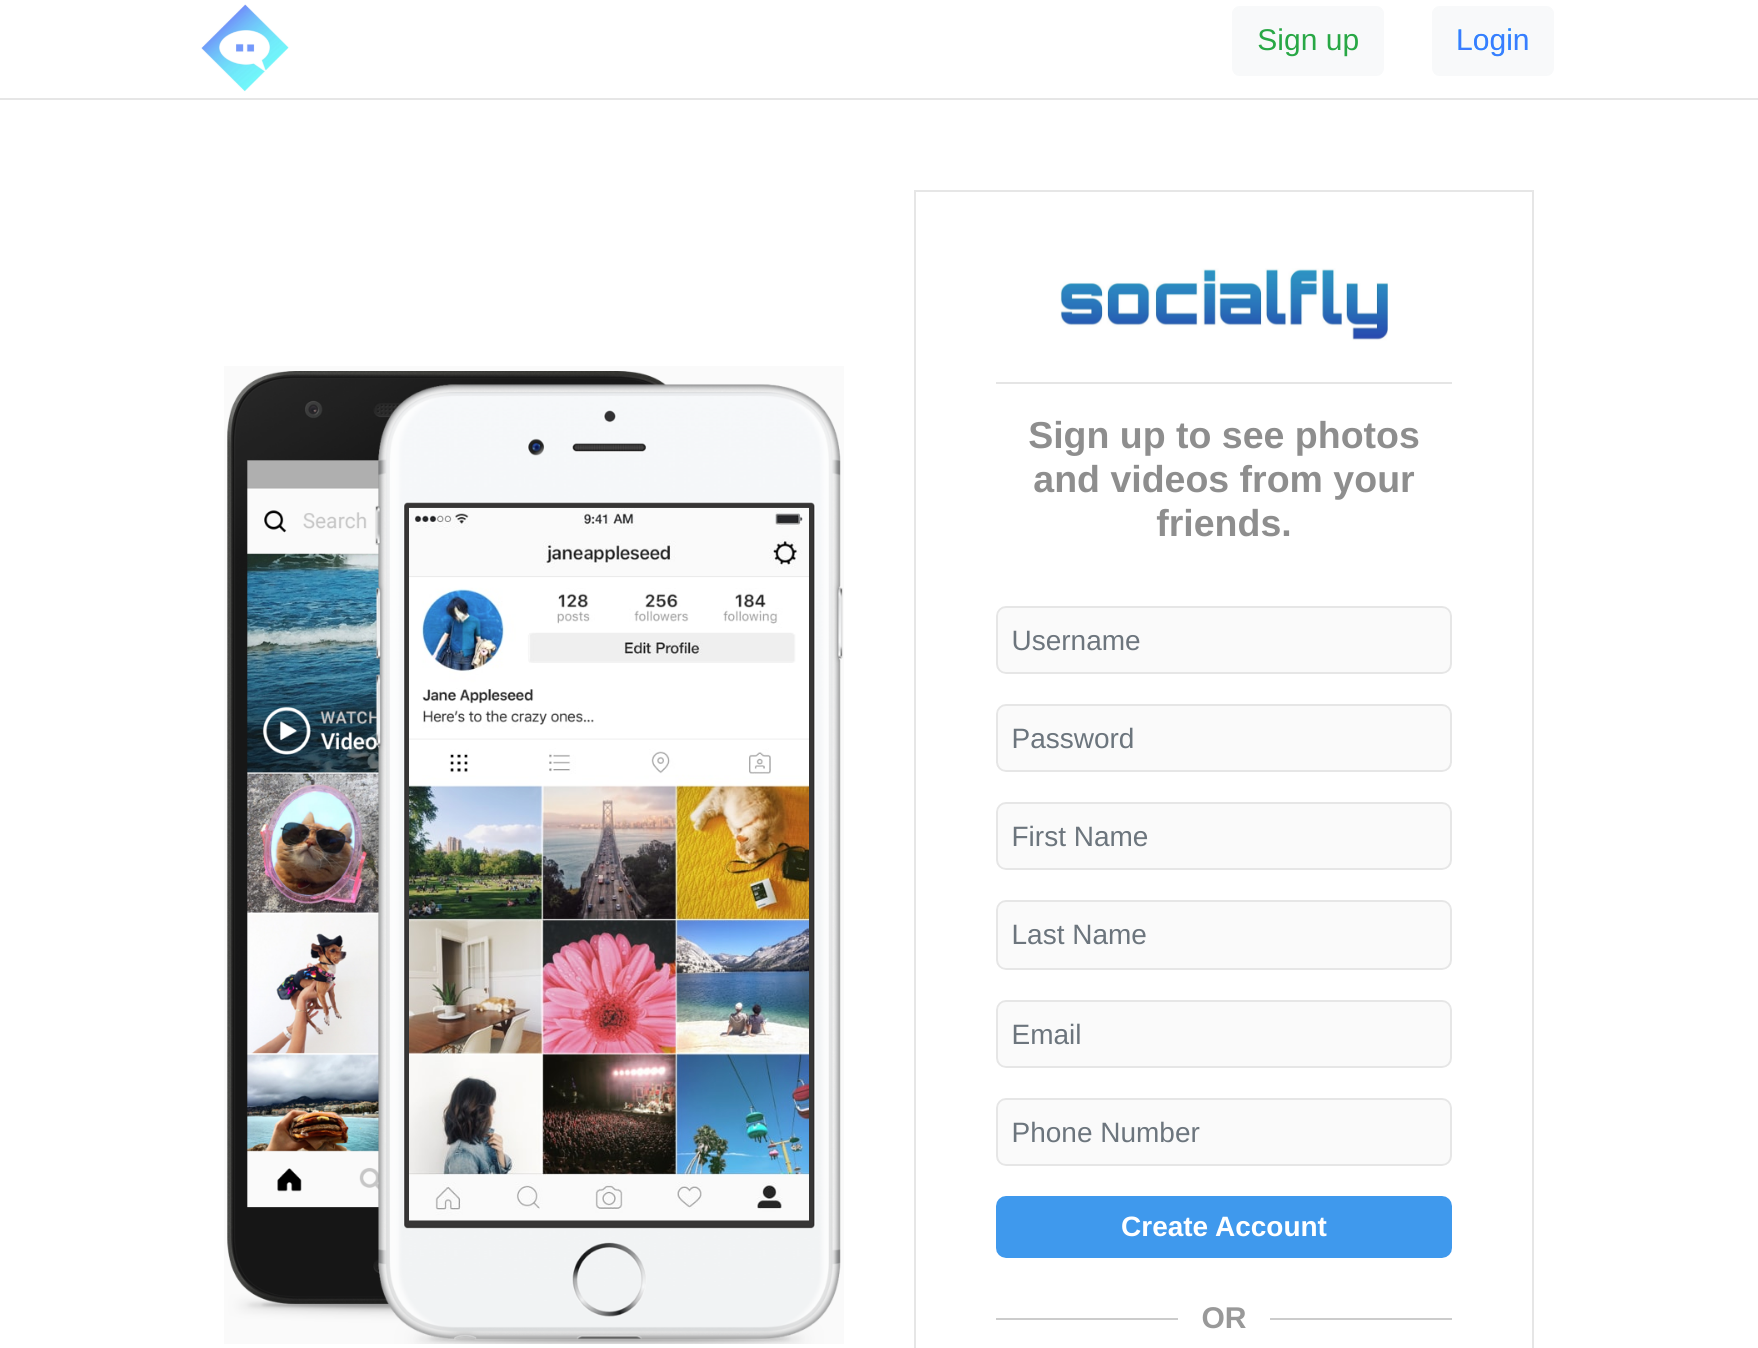 Sign up
Login
socialfly
Sign up to see photos
and videos from your
friends.
Username
Password
First Name
Last Name
Email
Phone Number
Create Account
OR
Search
WATCH
Video
9:41 AM
janeappleseed
128
256
184
posts
followers
following
Edit Profile
Jane Appleseed
Here's to the crazy ones...